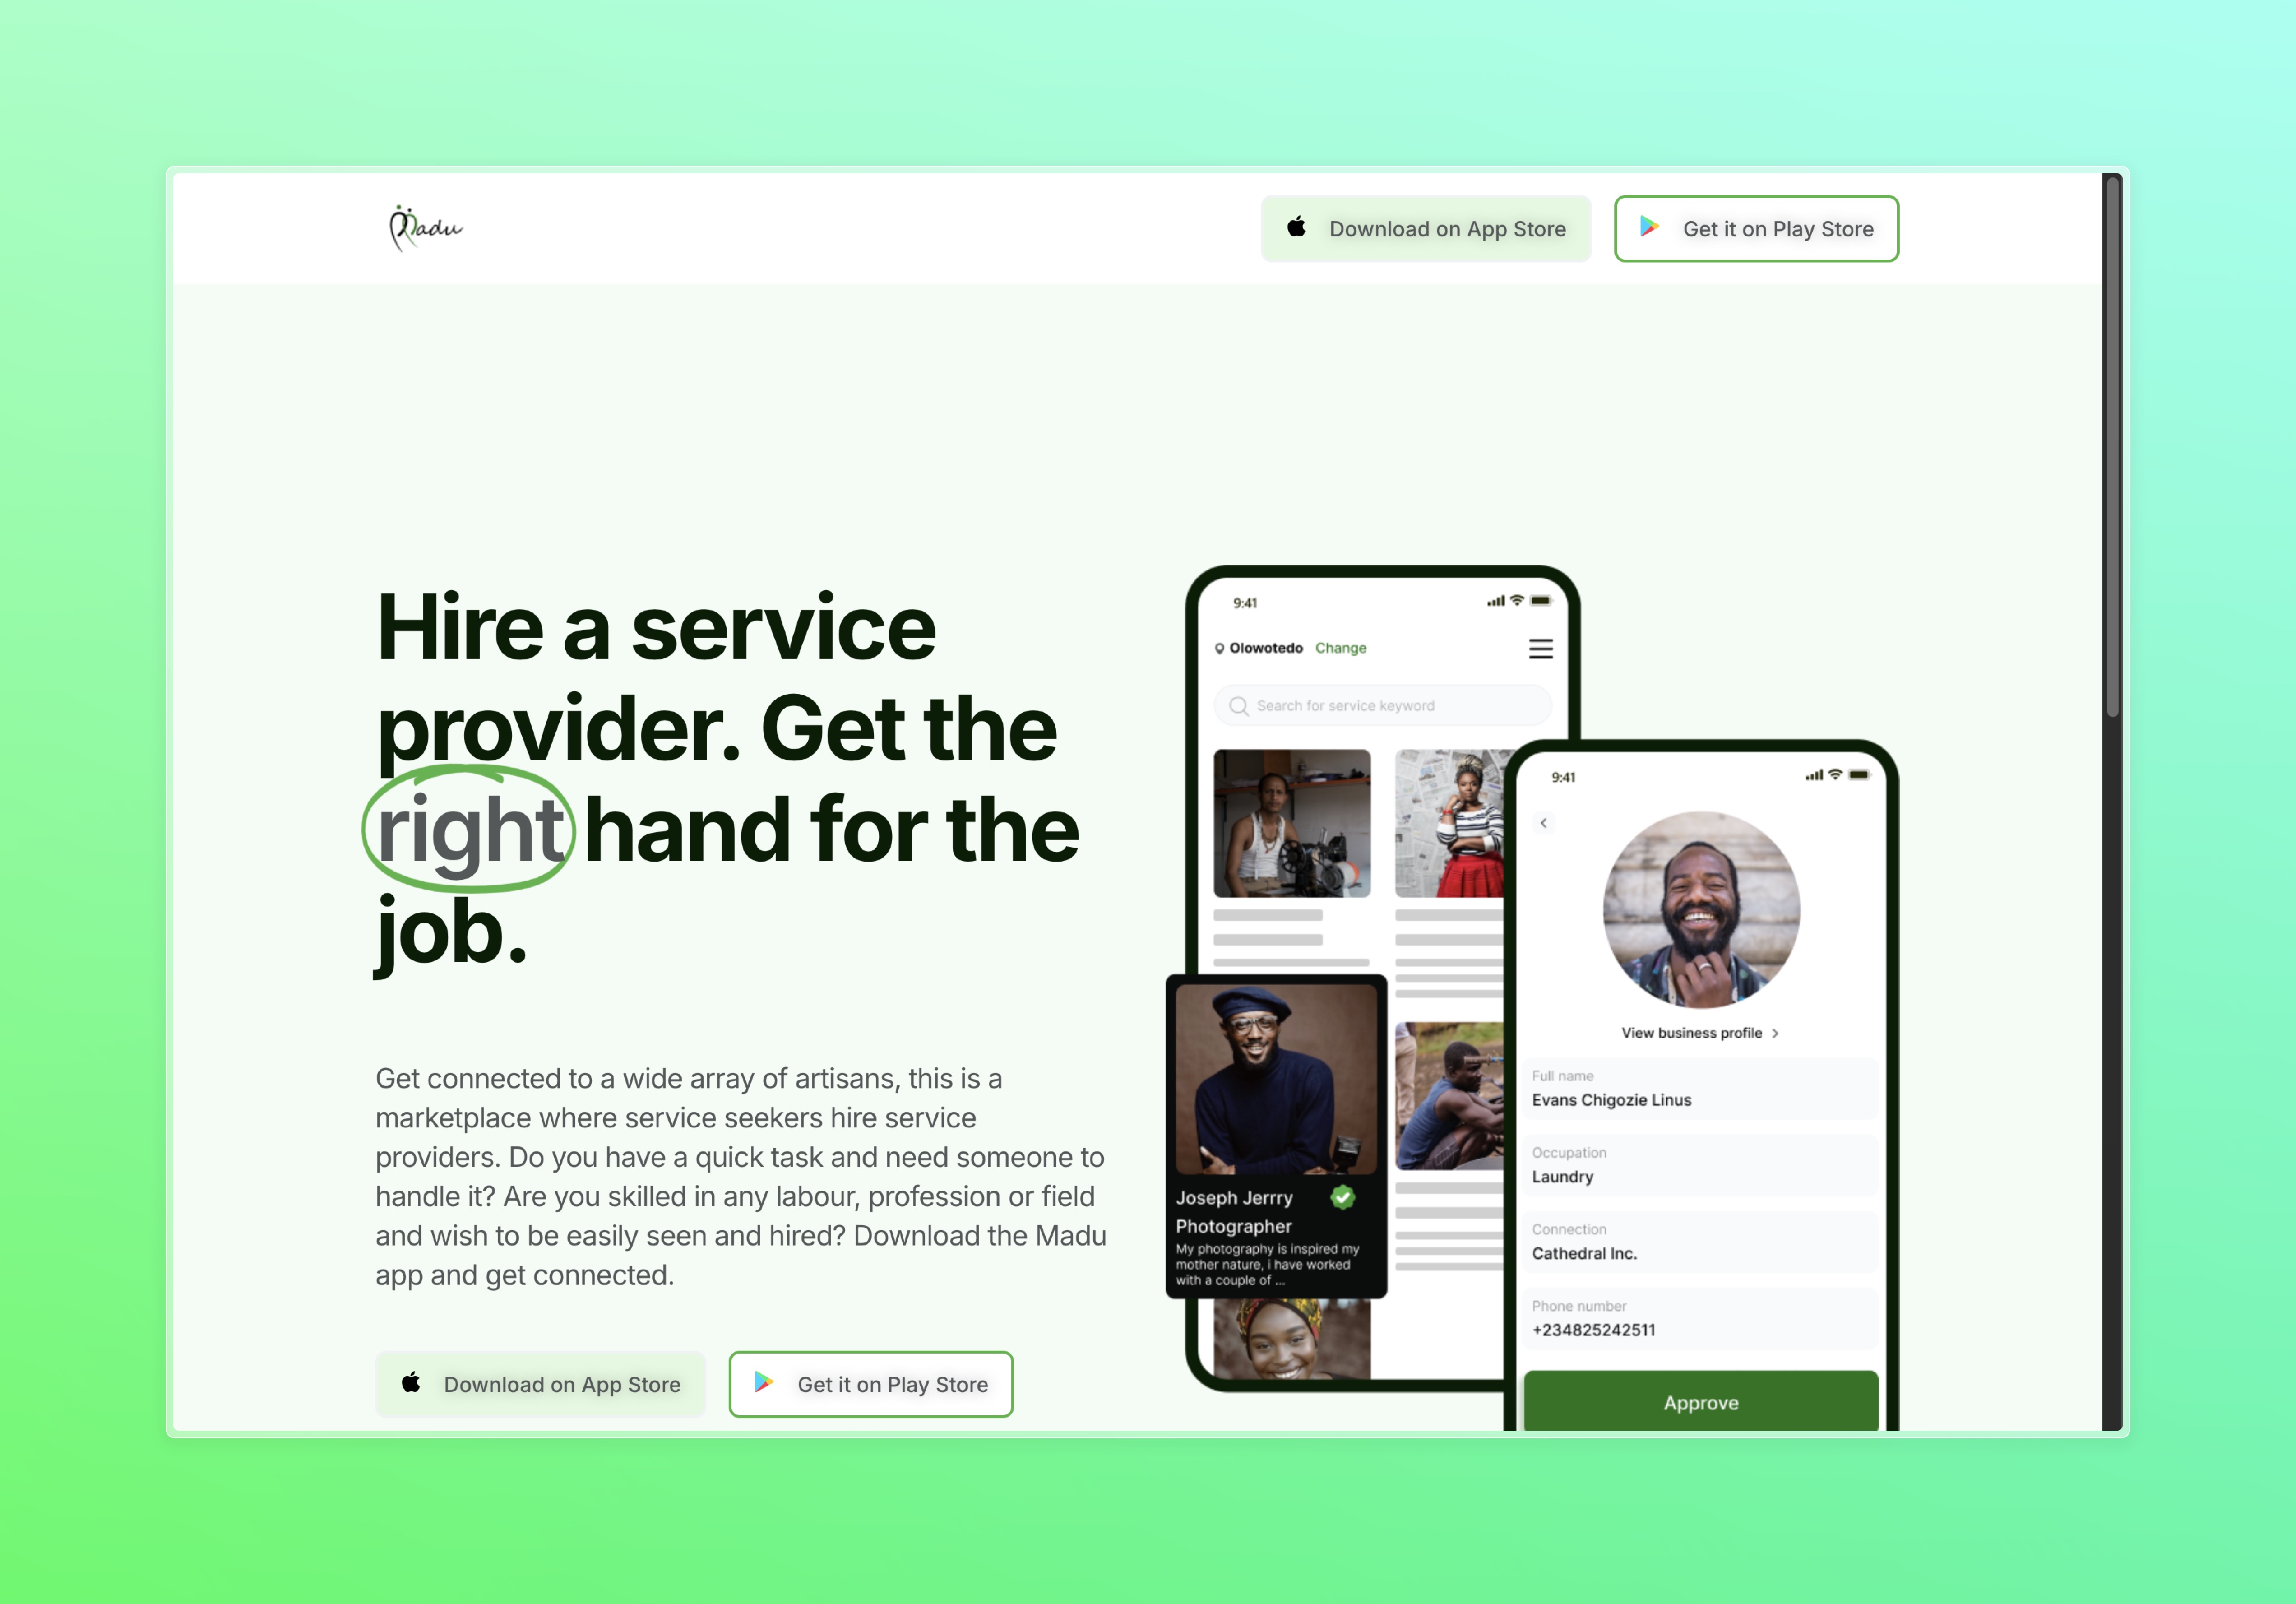 Madu
Download on App Store
Get it on Play Store
Hire a service
provider. Get the
right hand for the
job.
Get connected to a wide array of artisans, this is a
marketplace where service seekers hire service
providers. Do you have a quick task and need someone to
handle it? Are you skilled in any labour, profession or field
and wish to be easily seen and hired? Download the Madu
app and get connected.
Download on App Store
Get it on Play Store
9:41
Olowotedo Change
Search for service keyword
Joseph Jerrry
Photographer
My photography is inspired my
mother nature, i have worked
with a couple of ...
9:41
View business profile >
Full name
Evans Chigozie Linus
Occupation
Laundry
Connection
Cathedral Inc.
Phone number
+234825242511
Approve